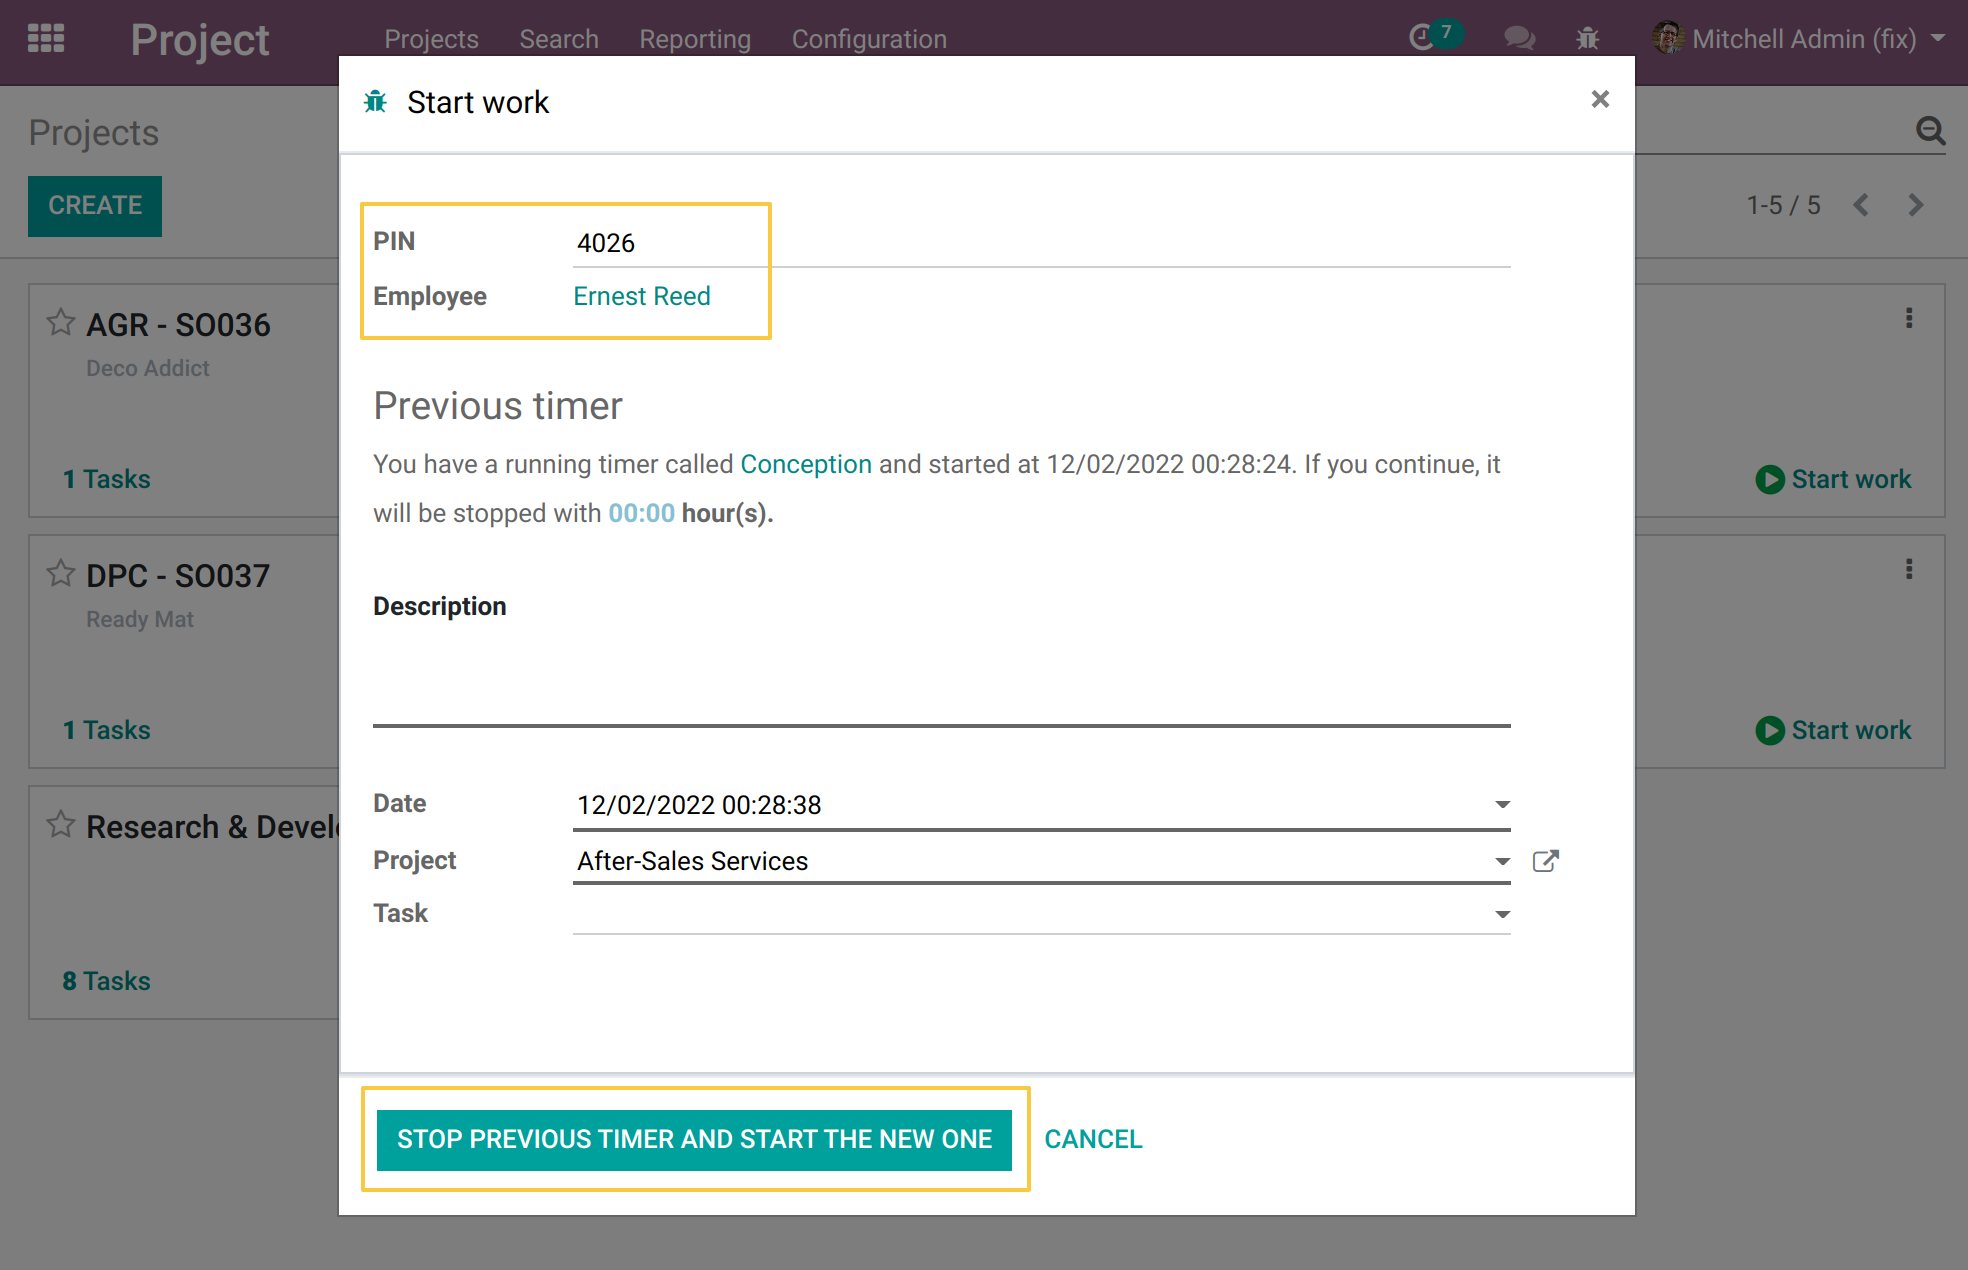 Project
Projects Search Reporting Configuration
7
Mitchell Admin (fix)
Start work
×
Projects
CREATE
1-5 / 5
PIN
4026
Employee
Ernest Reed
AGR - SO036
Deco Addict
1 Tasks
Start work
Previous timer
You have a running timer called Conception and started at 12/02/2022 00:28:24. If you continue, it
will be stopped with 00:00 hour(s).
DPC - SO037
Ready Mat
1 Tasks
Start work
Description
Date
12/02/2022 00:28:38
Project
After-Sales Services
Task
Research & Devel
8 Tasks
STOP PREVIOUS TIMER AND START THE NEW ONE
CANCEL